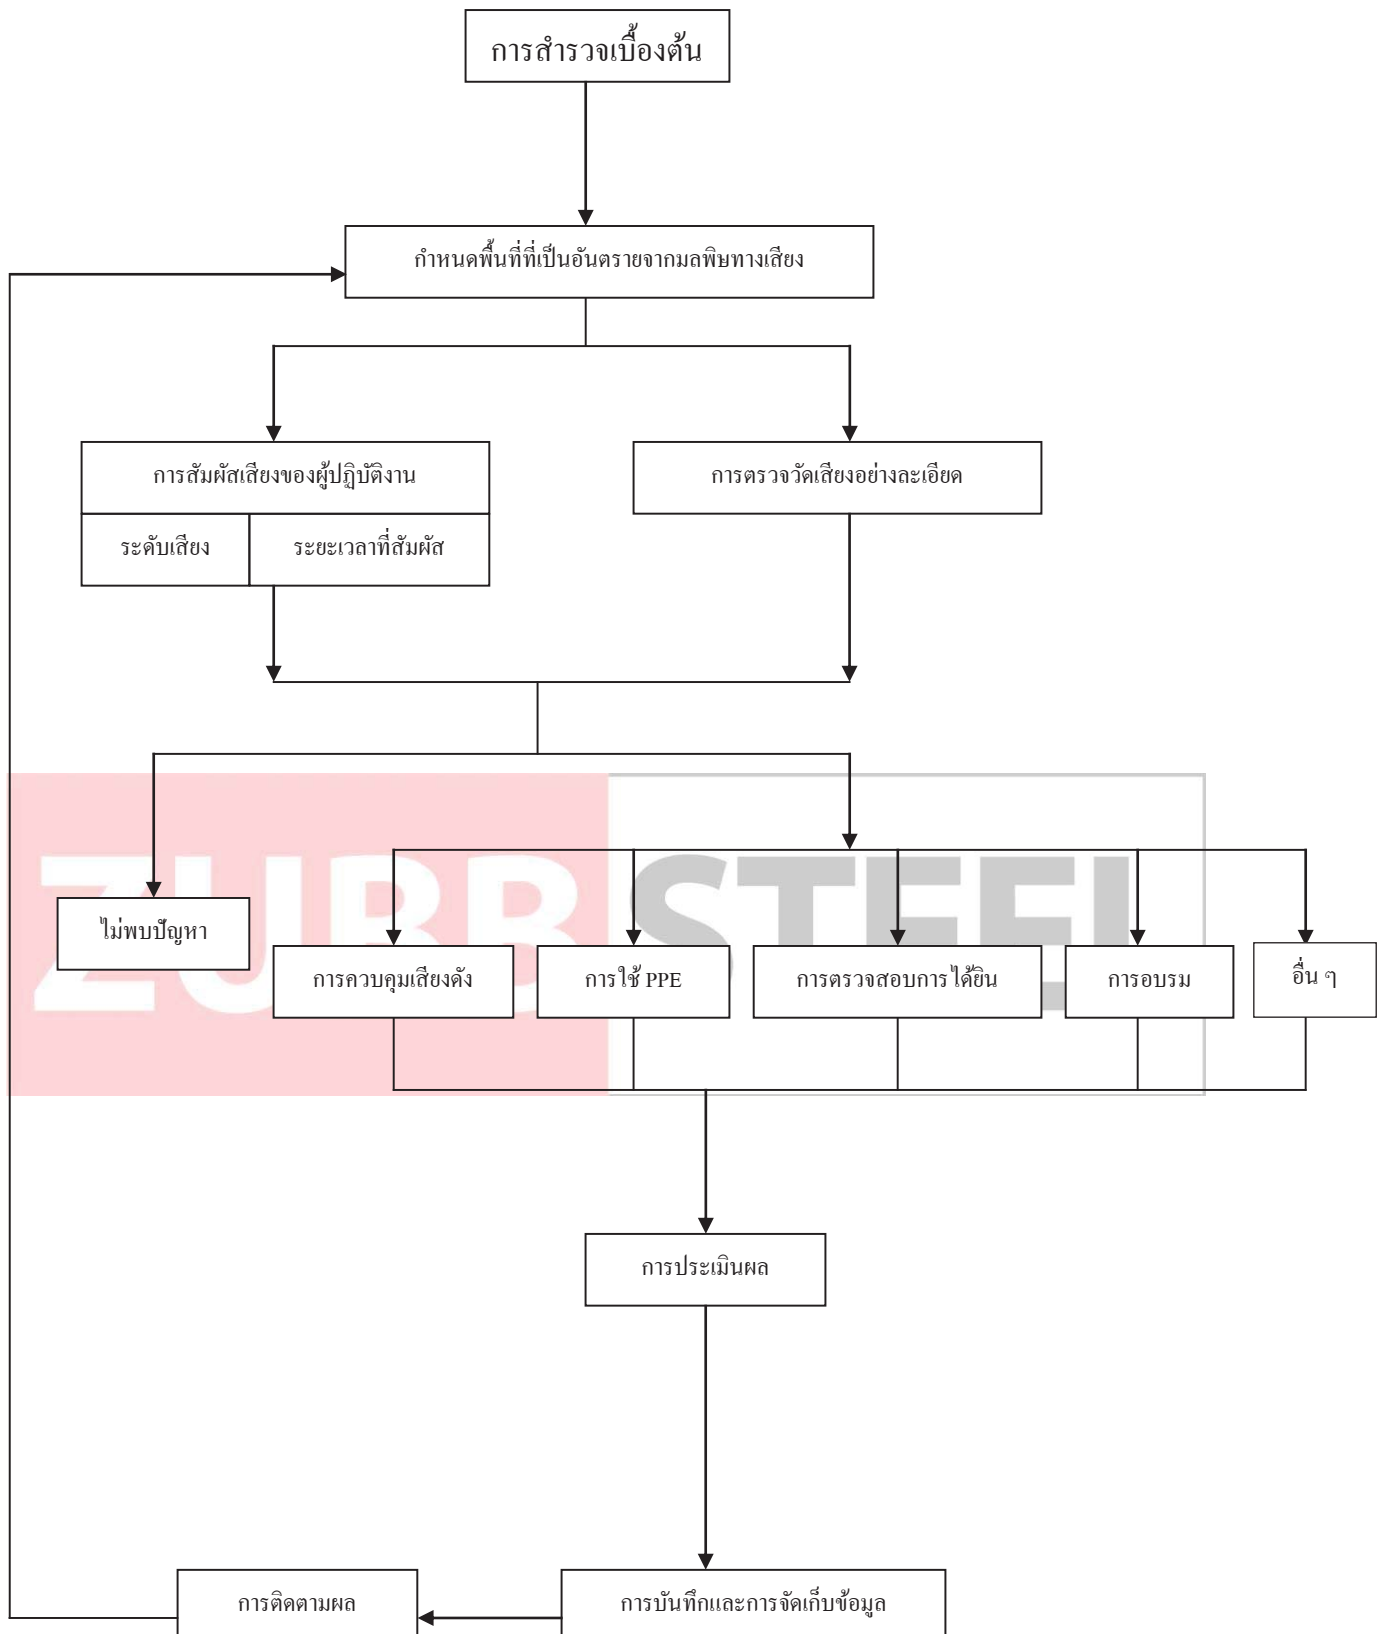 การสำรวจเบื้องต้น
กำหนดพื้นที่ที่เป็นอันตรายจากมลพิษทางเสียง
การสัมผัสเสียงของผู้ปฏิบัติงาน
การตรวจวัดเสียงอย่างละเอียด
ระดับเสียง
ระยะเวลาที่สัมผัส
ZUBB STEEL
ไม่พบปัญหา
การควบคุมเสียงดัง
การใช้ PPE
การตรวจสอบการได้ยิน
การอบรม
อื่น ๆ
การประเมินผล
การติดตามผล
การบันทึกและการจัดเก็บข้อมูล